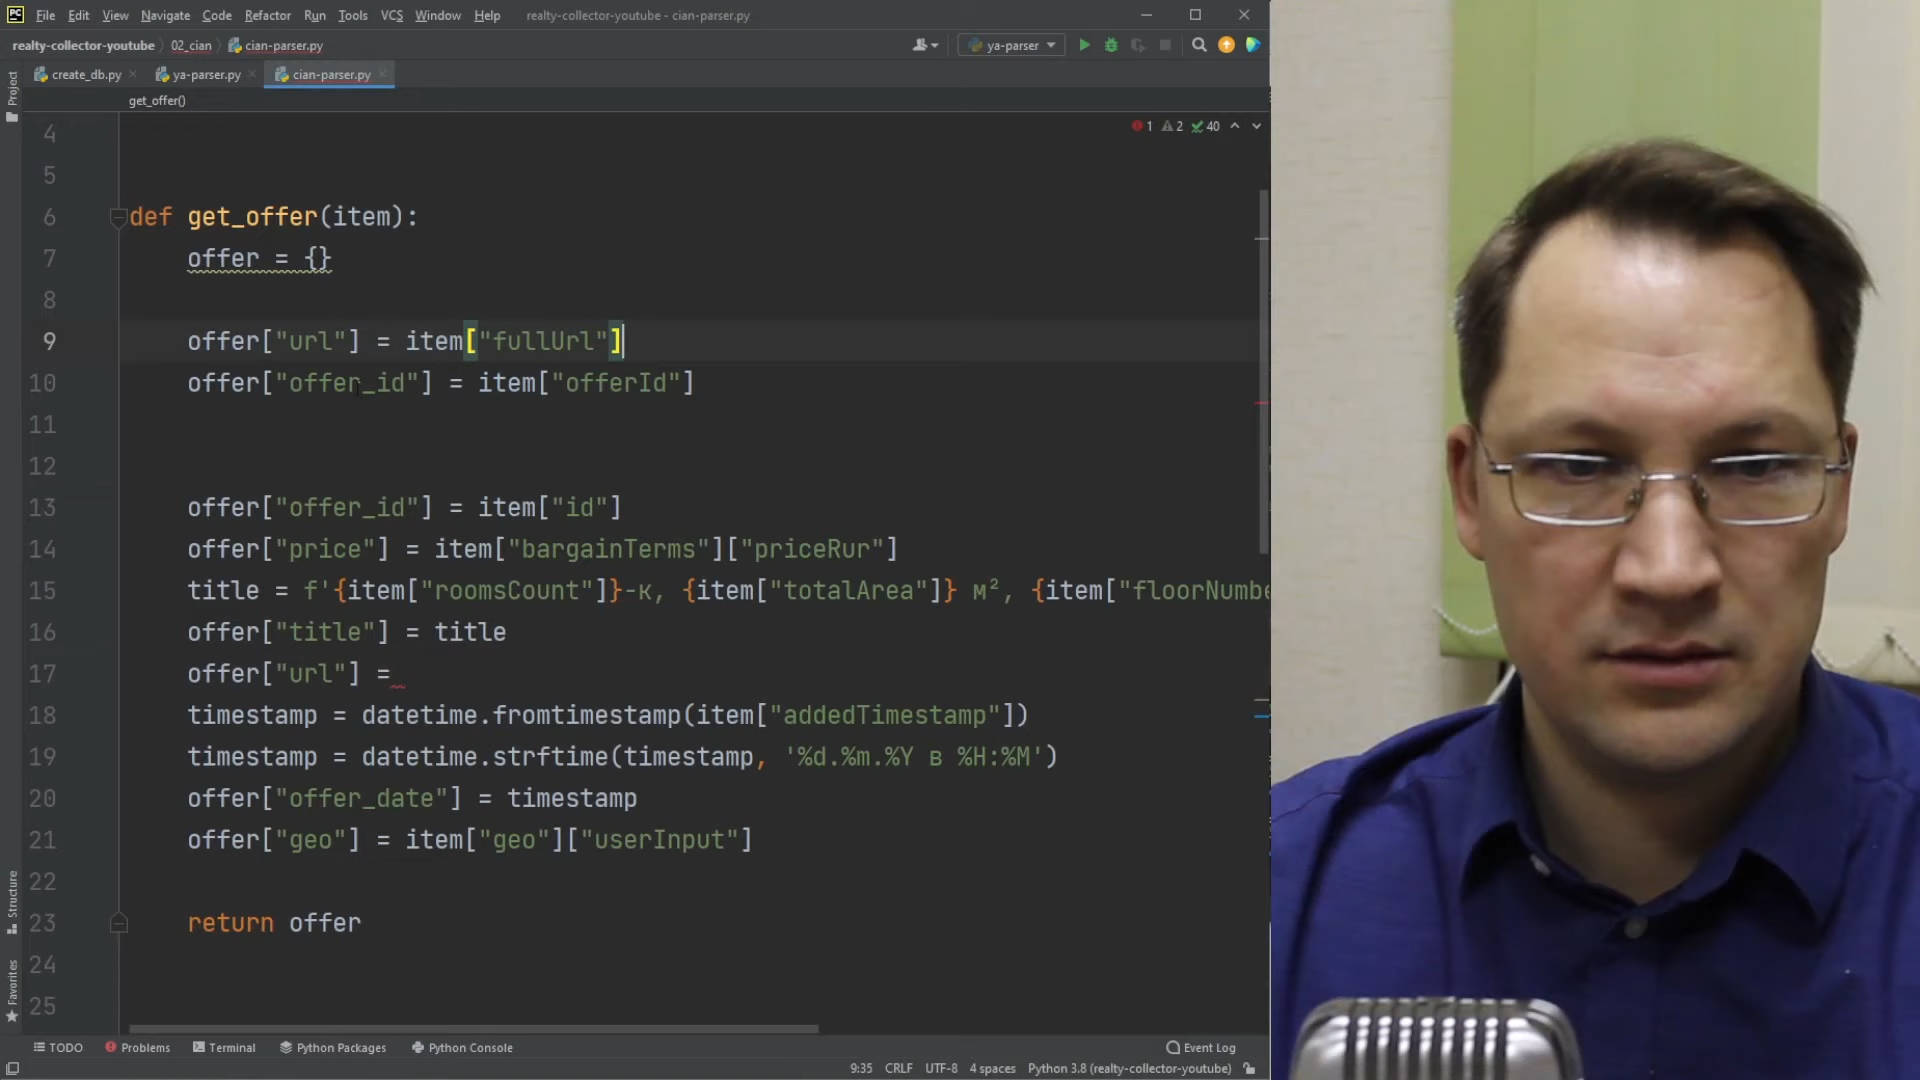 File Edit View Navigate Code Refactor Run Tools VCS Window Help realty-collector-youtube - cian-parser.py
realty-collector-youtube 02_cian cian-parser.py ya-parser
create_db.py ya-parser.py cian-parser.py
Project
get_offer()
1 2 40
4
5
6 def get_offer(item):
7 offer = {}
8
9 offer["url"] = item["fullUrl"]
10 offer["offer_id"] = item["offerId"]
11
12
13 offer["offer_id"] = item["id"]
14 offer["price"] = item["bargainTerms"]["priceRur"]
15 title = f'{item["roomsCount"]}-к, {item["totalArea"]} м², {item["floorNumbe
16 offer["title"] = title
17 offer["url"] =
18 timestamp = datetime.fromtimestamp(item["addedTimestamp"])
19 timestamp = datetime.strftime(timestamp, '%d.%m.%Y в %H:%M')
20 offer["offer_date"] = timestamp
21 offer["geo"] = item["geo"]["userInput"]
22
23 return offer
24
25
Structure
Favorites
TODO Problems Terminal Python Packages Python Console Event Log
9:35 CRLF UTF-8 4 spaces Python 3.8 (realty-collector-youtube)